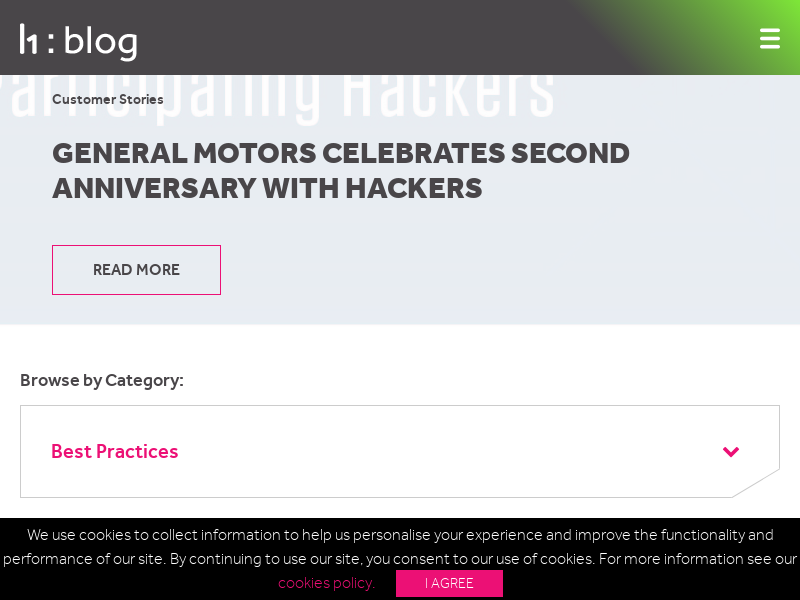 h1 : blog
Participating Hackers
Customer Stories
GENERAL MOTORS CELEBRATES SECOND
ANNIVERSARY WITH HACKERS
READ MORE
Browse by Category:
Best Practices
We use cookies to collect information to help us personalise your experience and improve the functionality and
performance of our site. By continuing to use our site, you consent to our use of cookies. For more information see our
cookies policy. I AGREE